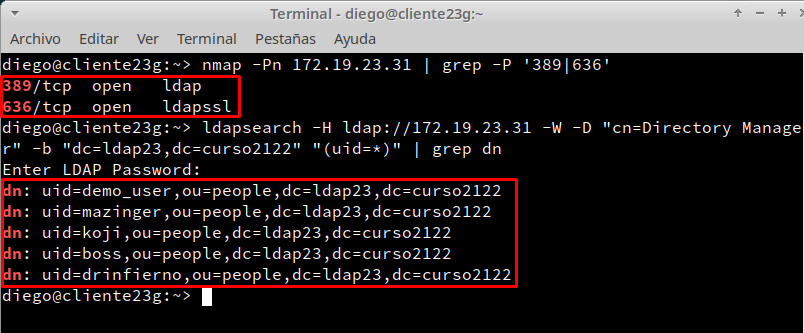 Terminal - diego@cliente23g:~
Archivo Editar Ver Terminal Pestañas Ayuda
diego@cliente23g:~> nmap -Pn 172.19.23.31 | grep -P '389|636'
389/tcp open ldap
636/tcp open ldapssl
diego@cliente23g:~> ldapsearch -H ldap://172.19.23.31 -W -D "cn=Directory Manage
r" -b "dc=ldap23,dc=curso2122" "(uid=*)" | grep dn
Enter LDAP Password:
dn: uid=demo_user,ou=people,dc=ldap23,dc=curso2122
dn: uid=mazinger,ou=people,dc=ldap23,dc=curso2122
dn: uid=koji,ou=people,dc=ldap23,dc=curso2122
dn: uid=boss,ou=people,dc=ldap23,dc=curso2122
dn: uid=drinfierno,ou=people,dc=ldap23,dc=curso2122
diego@cliente23g:~>